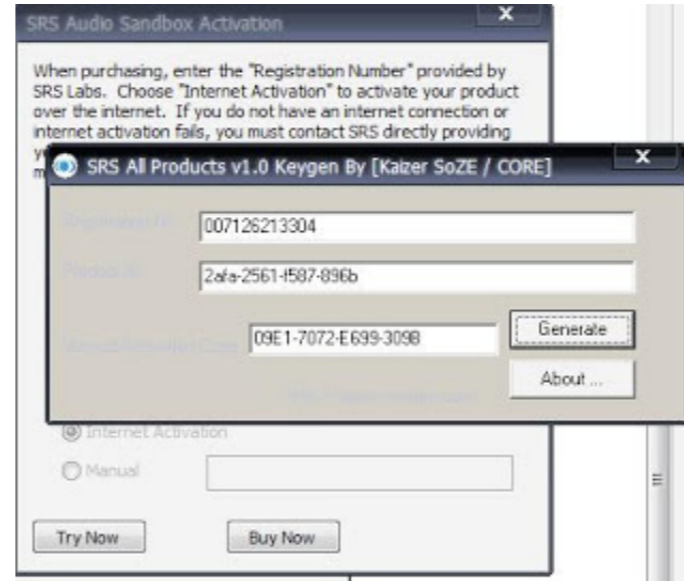 SRS Audio Sandbox Activation
X
When purchasing, enter the "Registration Number" provided by
SRS Labs. Choose "Internet Activation" to activate your product
over the internet. If you do not have an internet connection or
internet activation fails, you must contact SRS directly providing
SRS All Products v1.0 Keygen By [Kaizer SoZE / CORE]
X
007126213304
2afa-2561-f587-896b
09E1-7072-E699-309B
Generate
About ...
Internet Activation
Manual
Try Now
Buy Now